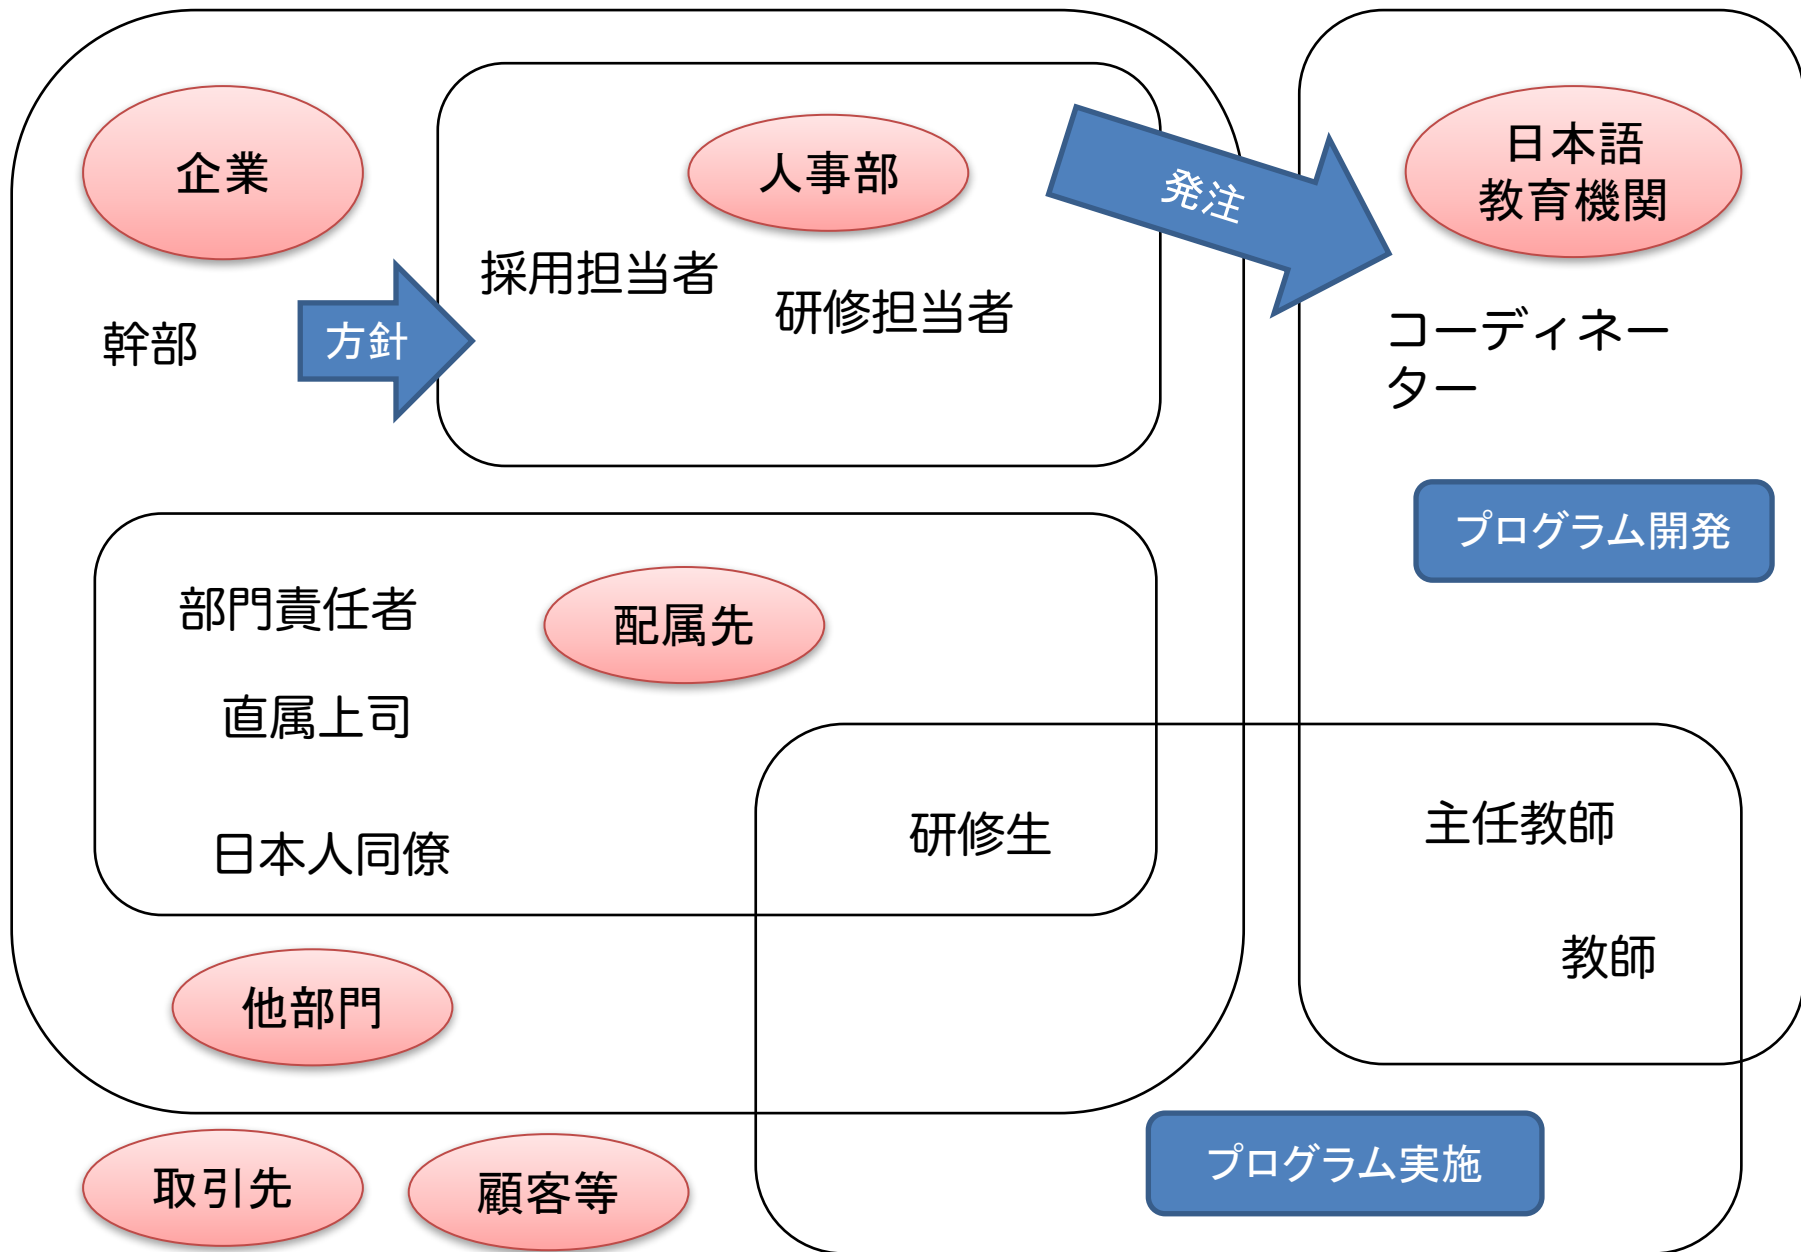 企業
人事部
発注
日本語
教育機関
採用担当者
研修担当者
幹部
方針
コーディネー
ター
プログラム開発
部門責任者
配属先
直属上司
日本人同僚
研修生
主任教師
教師
他部門
プログラム実施
取引先
顧客等